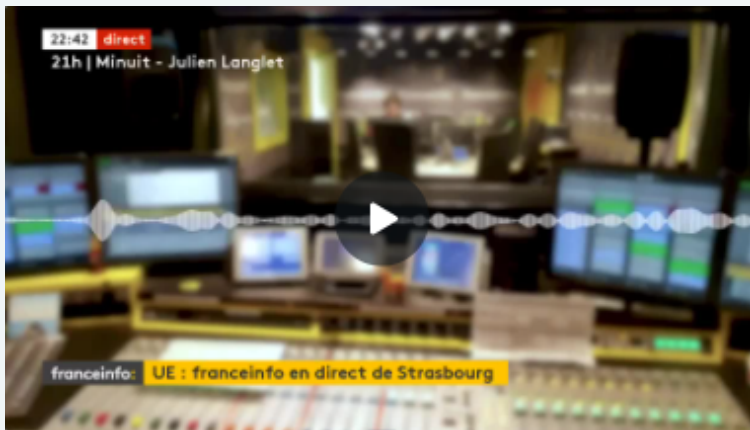 22:42 direct
21h | Minuit - Julien Langlet
franceinfo: UE : franceinfo en direct de Strasbourg